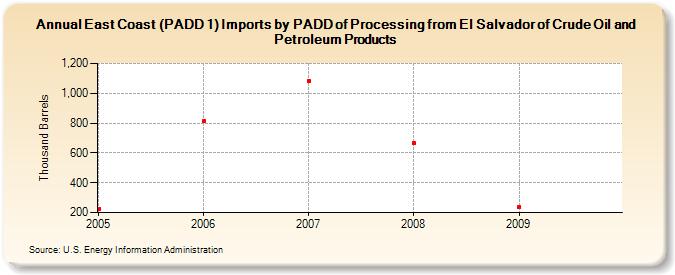 Annual East Coast (PADD 1) Imports by PADD of Processing from El Salvador of Crude Oil and
Petroleum Products
Thousand Barrels
1,200
1,000
800
600
400
200
2005 2006 2007 2008 2009
Source: U.S. Energy Information Administration